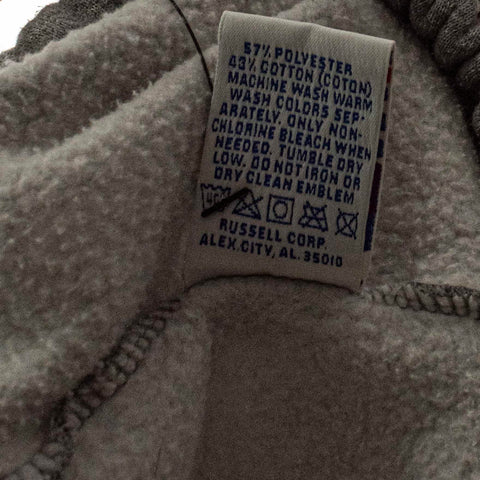 57% POLYESTER
43% COTTON (COTON)
MACHINE WASH WARM
WASH COLORS SEP-
ARATELY. ONLY NON-
CHLORINE BLEACH WHEN
NEEDED. TUMBLE DRY
LOW. DO NOT IRON OR
DRY CLEAN EMBLEM
RUSSELL CORP.
ALEX.CITY, AL. 35010